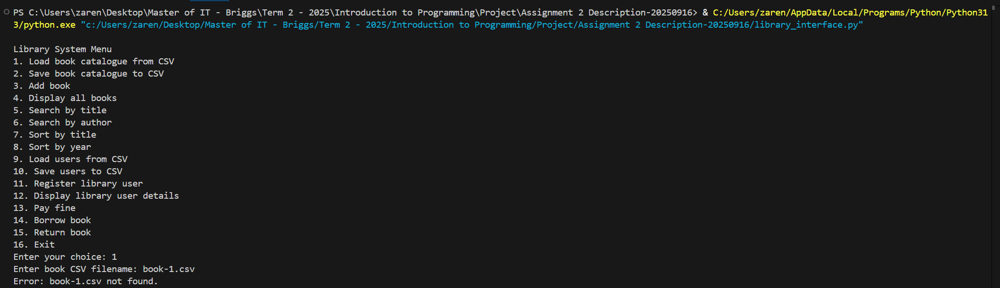 PS C:\Users\zaren\Desktop\Master of IT - Briggs\Term 2 - 2025\Introduction to Programming\Project\Assignment 2 Description-20250916> & C:/Users/zaren/AppData/Local/Programs/Python/Python31
3/python.exe "c:/Users/zaren/Desktop/Master of IT - Briggs/Term 2 - 2025/Introduction to Programming/Project/Assignment 2 Description-20250916/library_interface.py"
Library System Menu
1. Load book catalogue from CSV
2. Save book catalogue to CSV
3. Add book
4. Display all books
5. Search by title
6. Search by author
7. Sort by title
8. Sort by year
9. Load users from CSV
10. Save users to CSV
11. Register library user
12. Display library user details
13. Pay fine
14. Borrow book
15. Return book
16. Exit
Enter your choice: 1
Enter book CSV filename: book-1.csv
Error: book-1.csv not found.